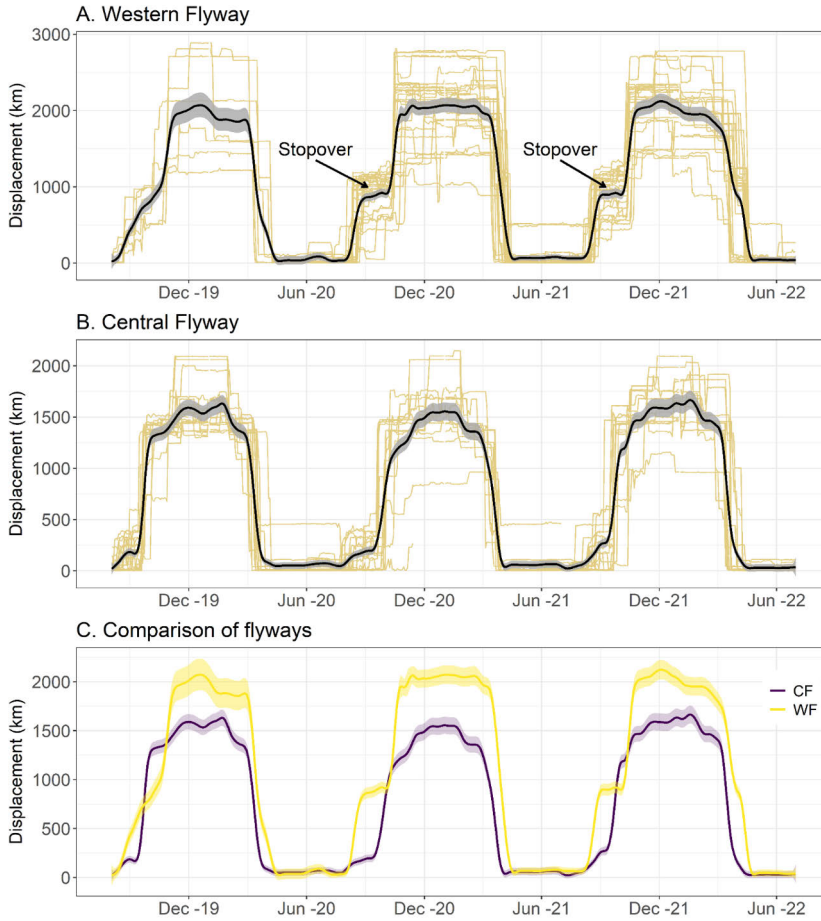 A. Western Flyway
Displacement (km)
3000
2000
1000
0
Stopover
Stopover
Dec -19
Jun -20
Dec -20
Jun -21
Dec -21
Jun -22
B. Central Flyway
Displacement (km)
2000
1500
1000
500
0
Dec -19
Jun -20
Dec -20
Jun -21
Dec -21
Jun -22
C. Comparison of flyways
Displacement (km)
2000
1500
1000
500
0
CF
WF
Dec -19
Jun -20
Dec -20
Jun -21
Dec -21
Jun -22